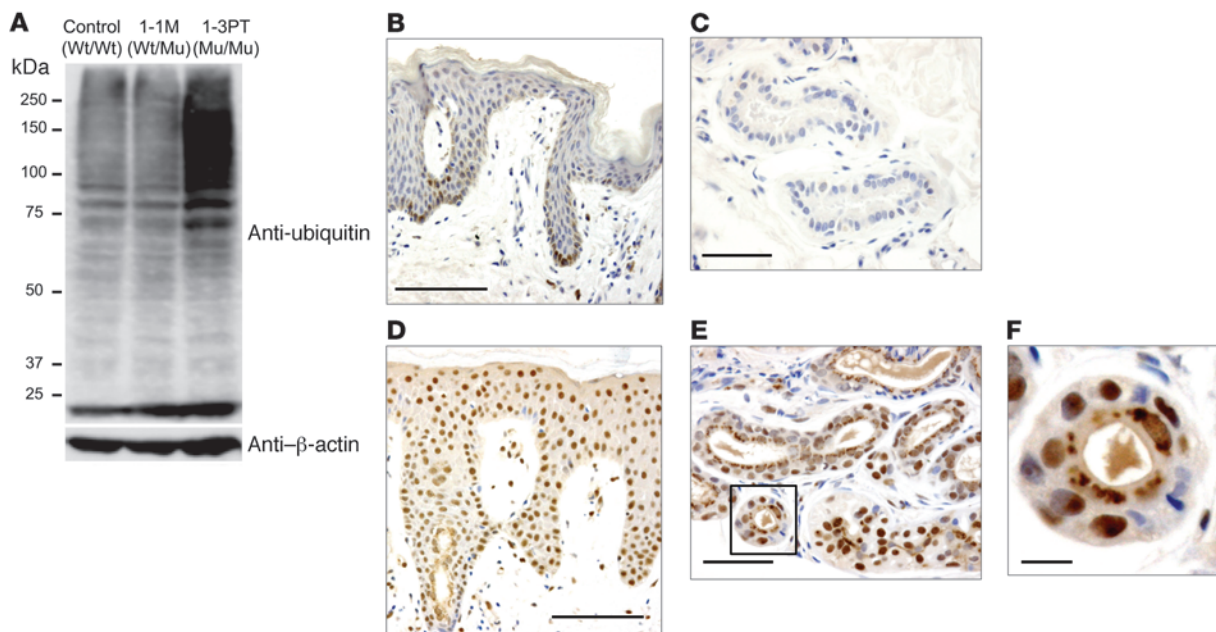 A
Control 1-1M 1-3PT
(Wt/Wt) (Wt/Mu) (Mu/Mu)
kDa
250
150
100
75
Anti-ubiquitin
50
37
25
Anti–β-actin
B
C
D
E
F